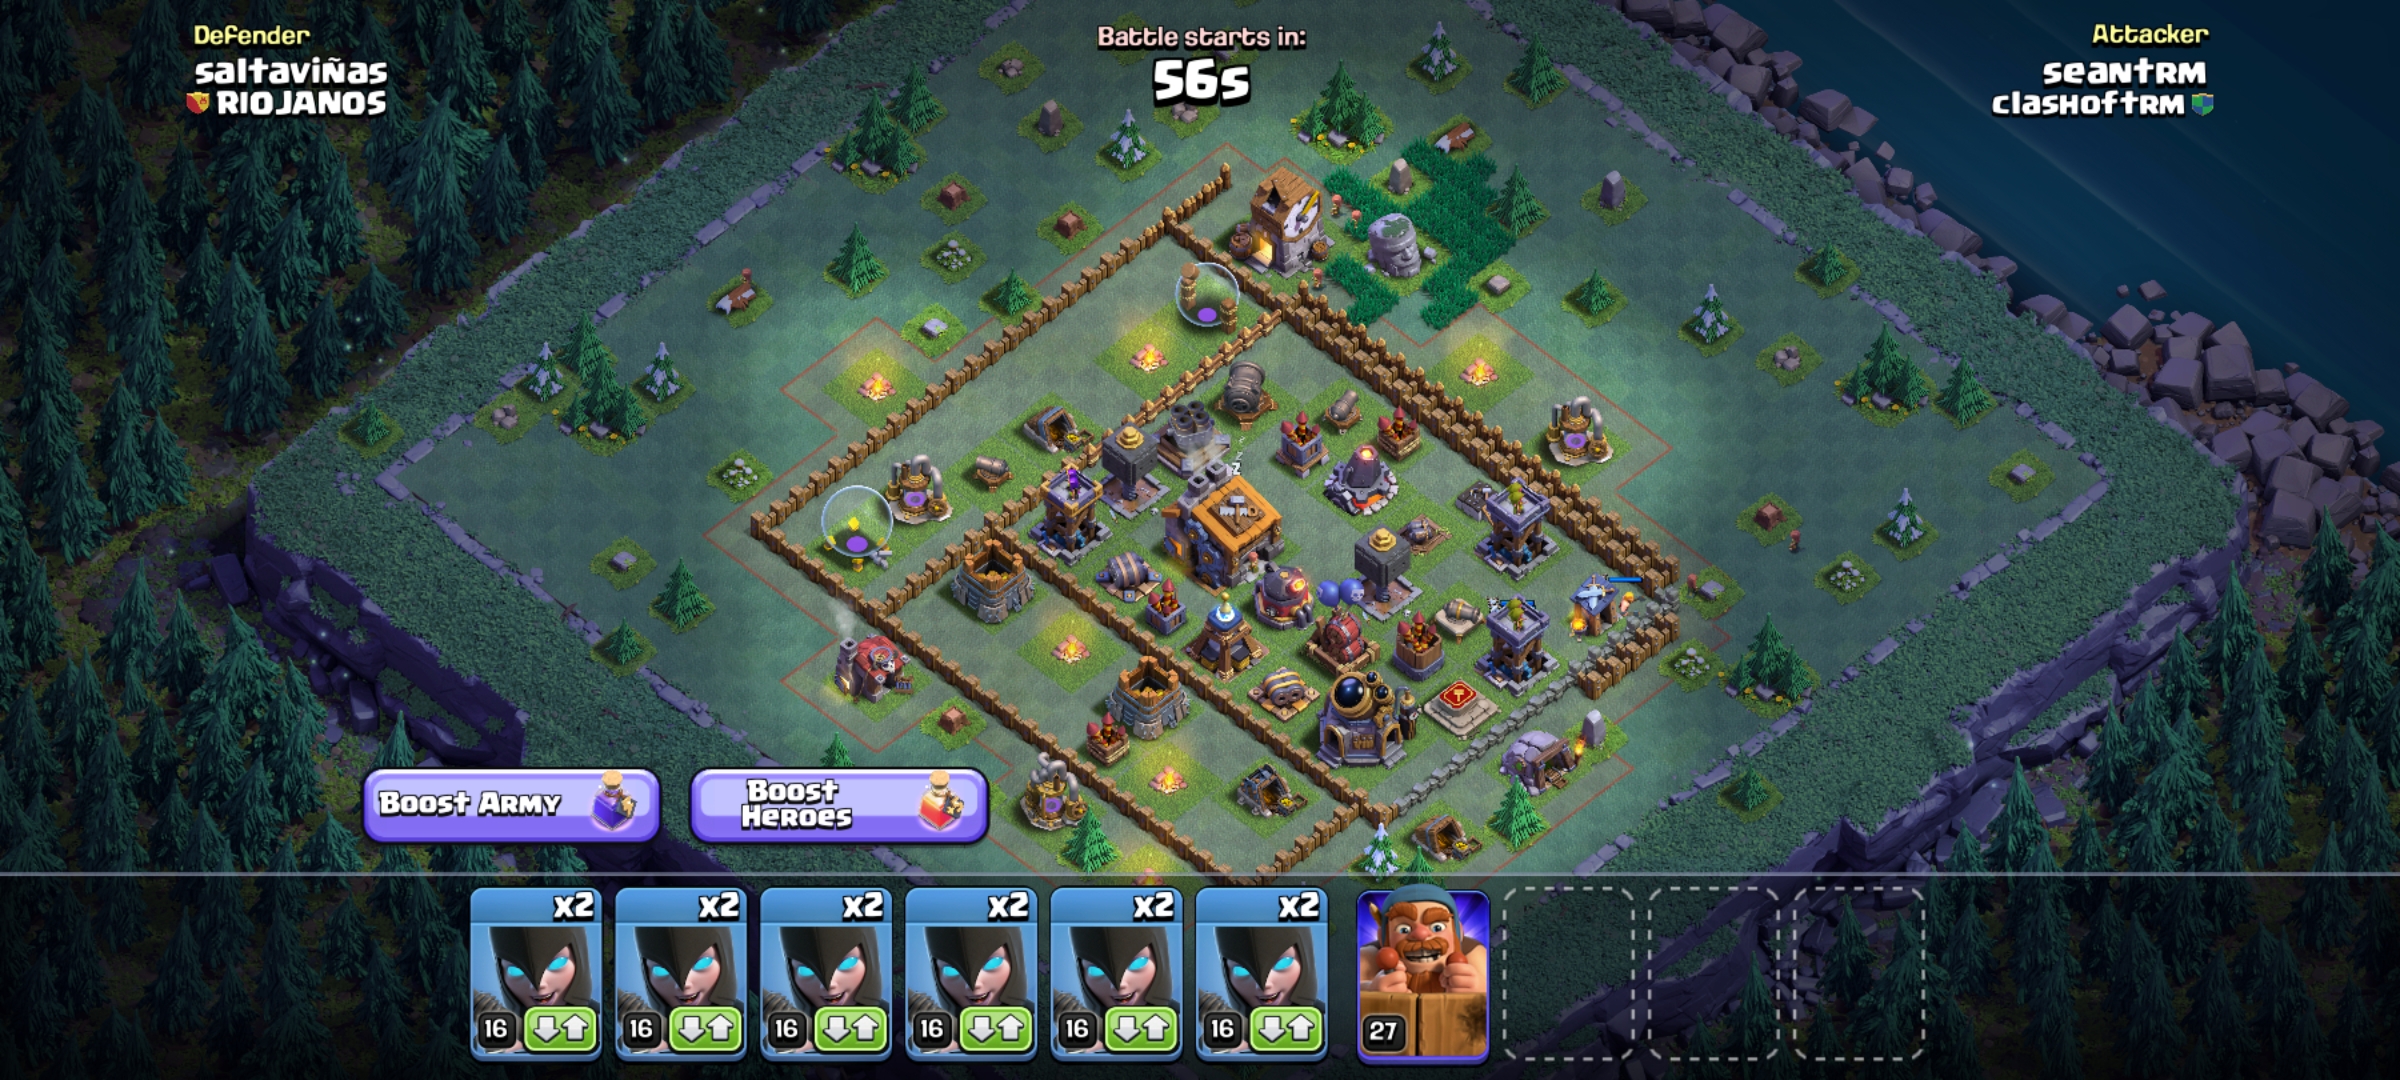 Defender
saltaviñas
RIOJANOS
Battle starts in:
56s
Attacker
seantRM
clashoftRM
z
z
Boost Army
Boost
Heroes
x2
x2
x2
x2
x2
x2
16
16
16
16
16
16
27